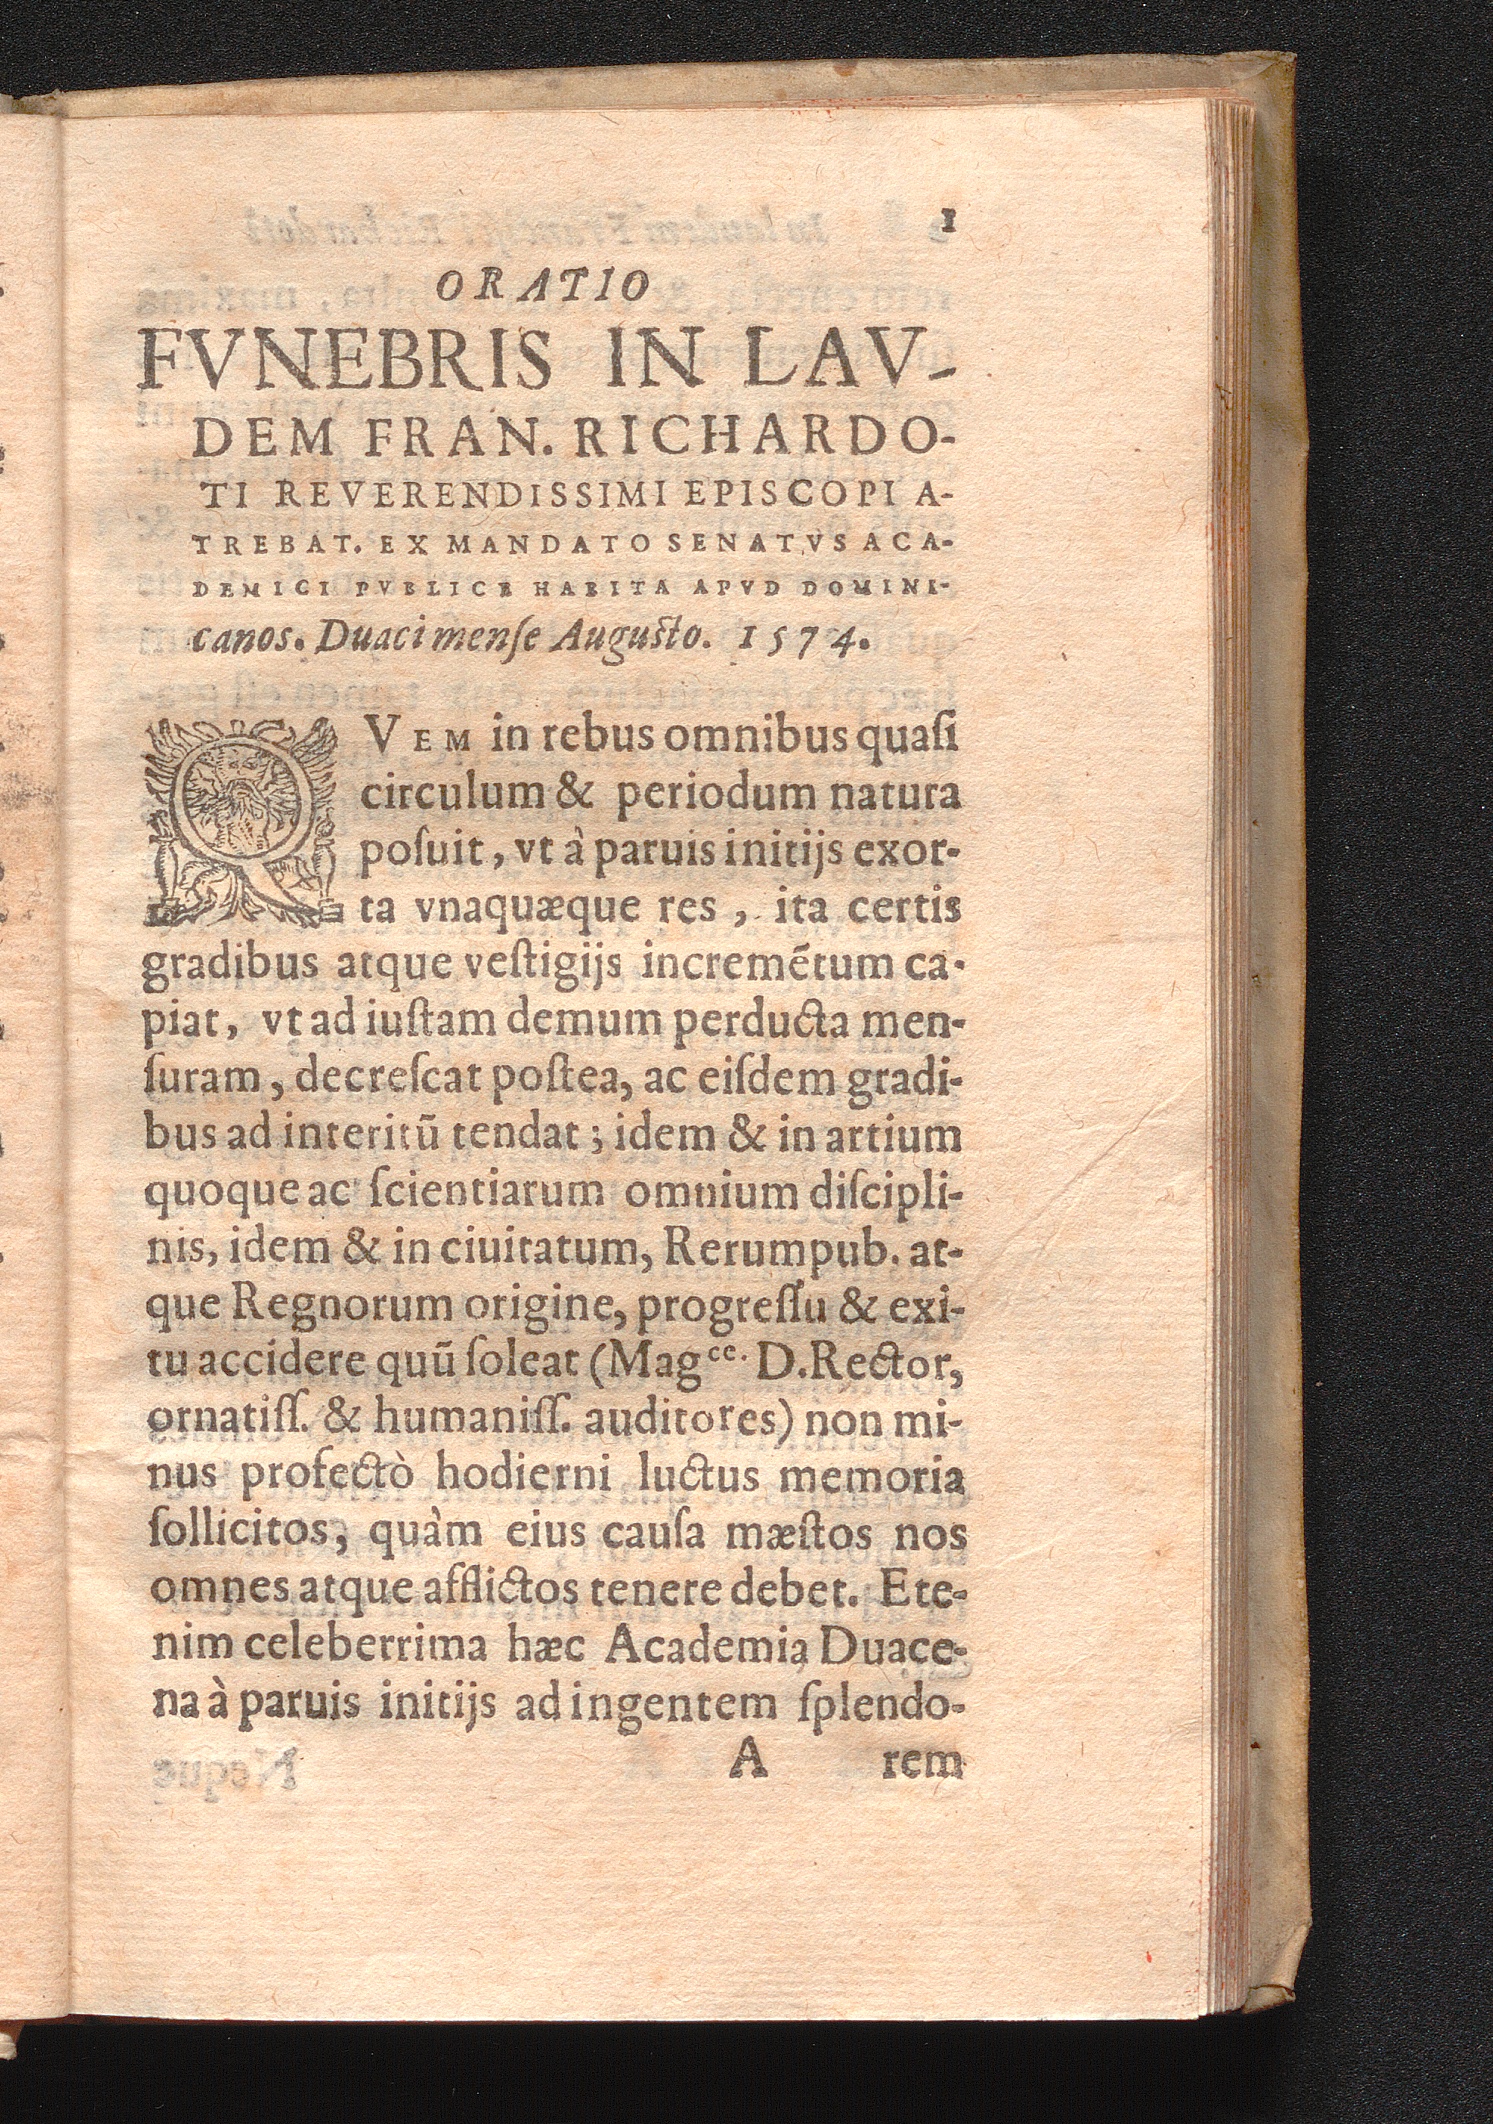 1
ORATIO
FVNEBRIS IN LAV-
DEM FRAN. RICHARDO-
TI REVERENDISSIMI EPISCOPI A-
TREBAT. EX MANDATO SENATVS ACA-
DEMICI PVBLICE HABITA APVD DOMINI-
canos. Duaci menſe Auguſto. 1574.
QVEM in rebus omnibus quaſi
circulum & periodum natura
poſuit, vt à paruis initijs exor-
ta vnaquæque res, ita certis
gradibus atque veſtigijs incremẽtum ca-
piat, vt ad iuſtam demum perducta men-
ſuram, decreſcat poſtea, ac eiſdem gradi-
bus ad interitũ tendat; idem & in artium
quoque ac ſcientiarum omnium diſcipli-
nis, idem & in ciuitatum, Rerumpub. at-
que Regnorum origine, progreſſu & exi-
tu accidere quũ ſoleat (Magᶜᵉ. D. Rector,
ornatiſſ. & humaniſſ. auditores) non mi-
nus profectò hodierni luctus memoria
ſollicitos, quàm eius cauſa mæſtos nos
omnes atque afflictos tenere debet. Ete-
nim celeberrima hæc Academia Duace-
na à paruis initijs ad ingentem ſplendo-
A rem